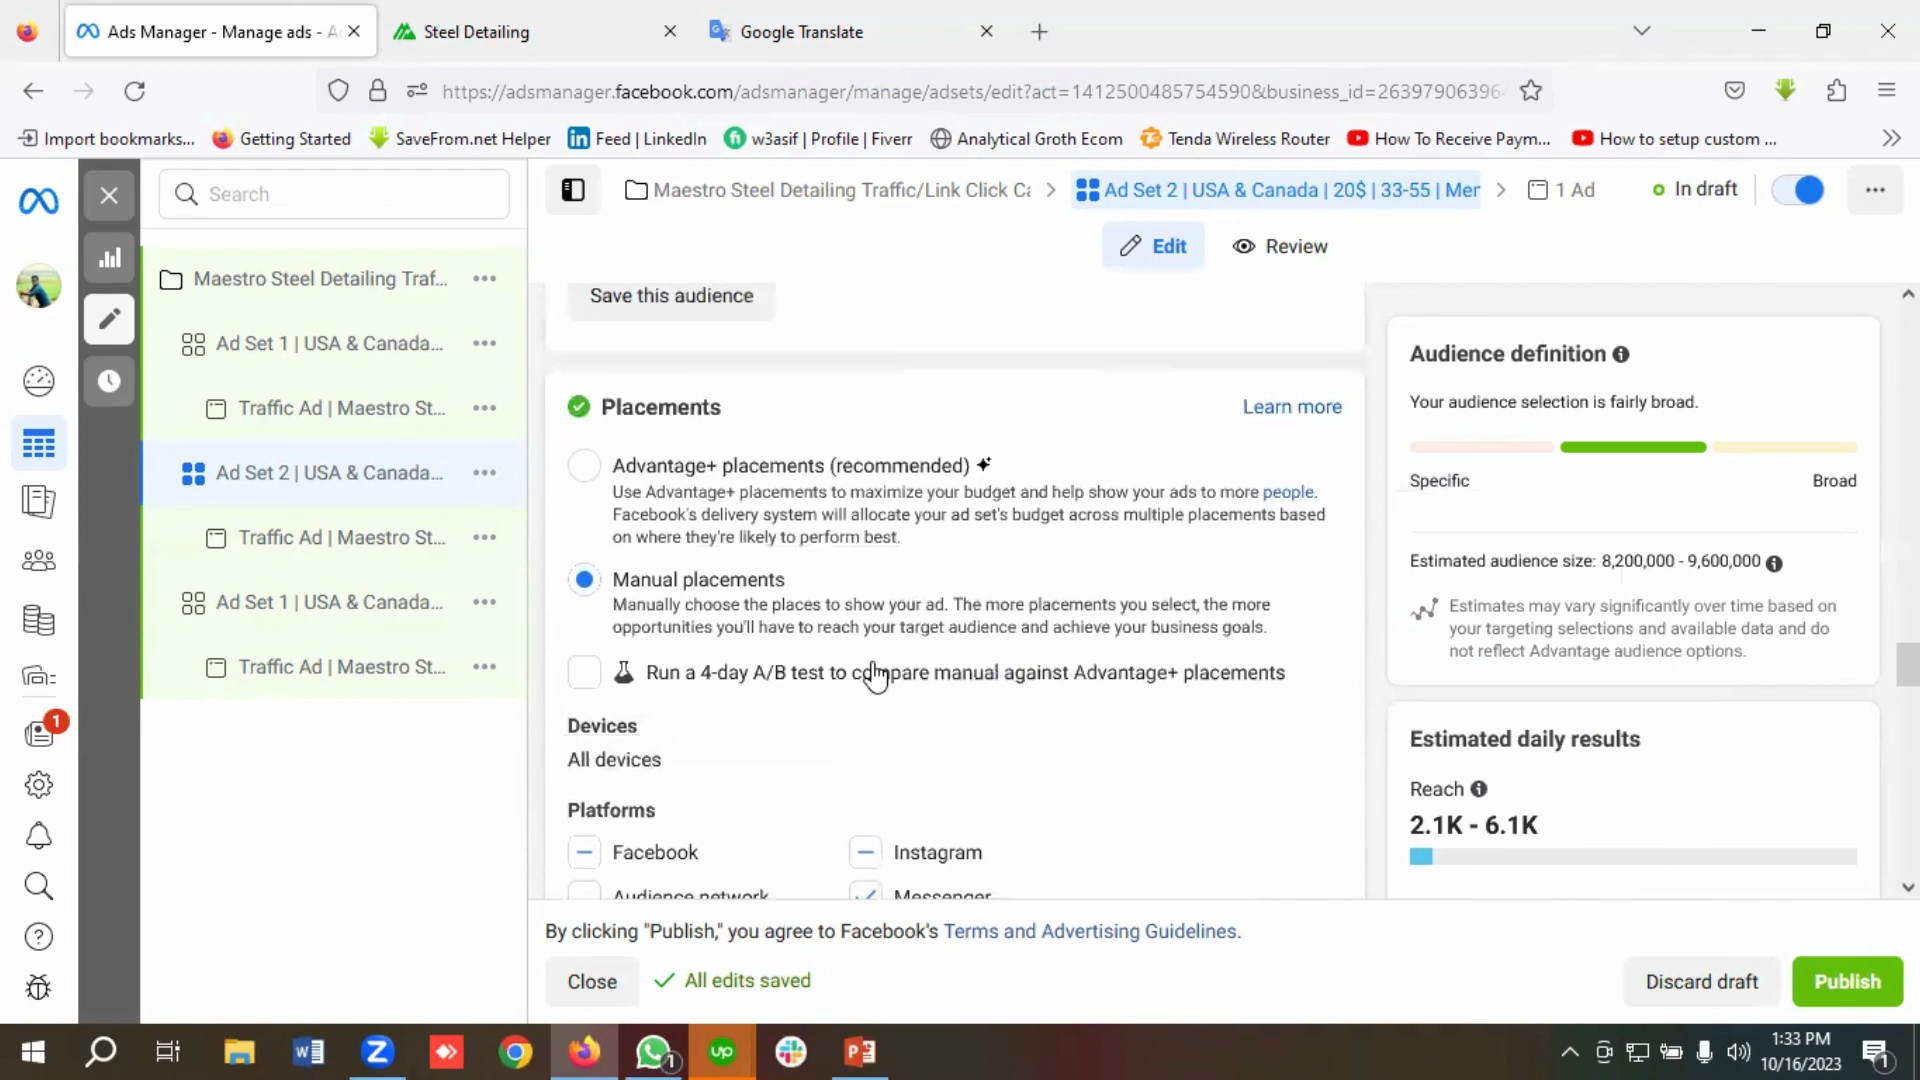 Ads Manager - Manage ads - A
Steel Detailing
Google Translate
https://adsmanager.facebook.com/adsmanager/manage/adsets/edit?act=1412500485754590&business_id=26397906396
Import bookmarks...
Getting Started
SaveFrom.net Helper
Feed | LinkedIn
w3asif | Profile | Fiverr
Analytical Groth Ecom
Tenda Wireless Router
How To Receive Paym...
How to setup custom ...
Search
Maestro Steel Detailing Traffic/Link Click Ca
Ad Set 2 | USA & Canada | 20$ | 33-55 | Mer
1 Ad
In draft
Edit
Review
Maestro Steel Detailing Traf...
Ad Set 1 | USA & Canada...
Traffic Ad | Maestro St...
Ad Set 2 | USA & Canada...
Traffic Ad | Maestro St...
Ad Set 1 | USA & Canada...
Traffic Ad | Maestro St...
1
Save this audience
Placements
Learn more
Advantage+ placements (recommended)
Use Advantage+ placements to maximize your budget and help show your ads to more people.
Facebook's delivery system will allocate your ad set's budget across multiple placements based
on where they're likely to perform best.
Manual placements
Manually choose the places to show your ad. The more placements you select, the more
opportunities you'll have to reach your target audience and achieve your business goals.
Run a 4-day A/B test to compare manual against Advantage+ placements
Devices
All devices
Platforms
Facebook
Instagram
Audience network
Messenger
Audience definition
Your audience selection is fairly broad.
Specific
Broad
Estimated audience size: 8,200,000 - 9,600,000
Estimates may vary significantly over time based on
your targeting selections and available data and do
not reflect Advantage audience options.
Estimated daily results
Reach
2.1K - 6.1K
By clicking "Publish," you agree to Facebook's Terms and Advertising Guidelines.
Close
All edits saved
Discard draft
Publish
1:33 PM
10/16/2023
1
1